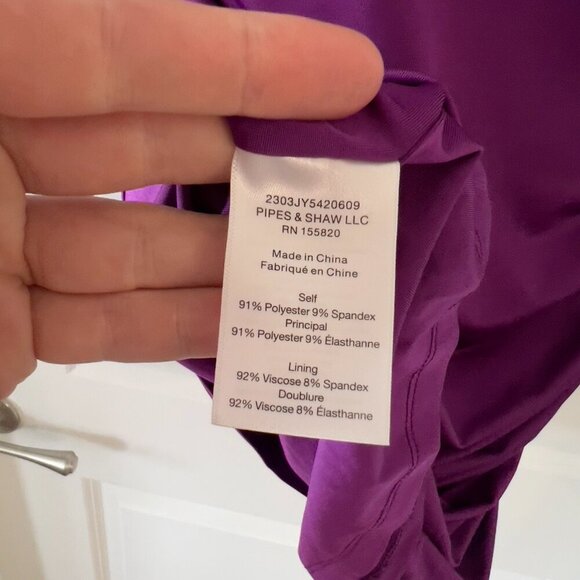 2303JY5420609
PIPES & SHAW LLC
RN 155820
Made in China
Fabriqué en Chine
Self
91% Polyester 9% Spandex
Principal
91% Polyester 9% Élasthanne
Lining
92% Viscose 8% Spandex
Doublure
92% Viscose 8% Élasthanne